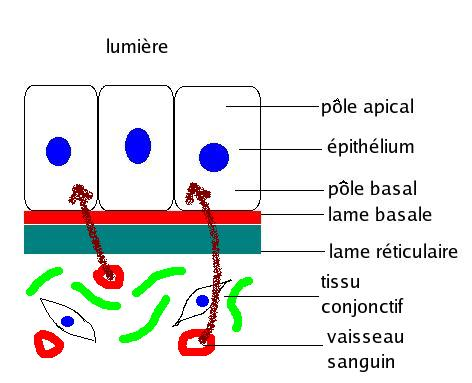 lumière
pôle apical
épithélium
pôle basal
lame basale
lame réticulaire
tissu
conjonctif
vaisseau
sanguin